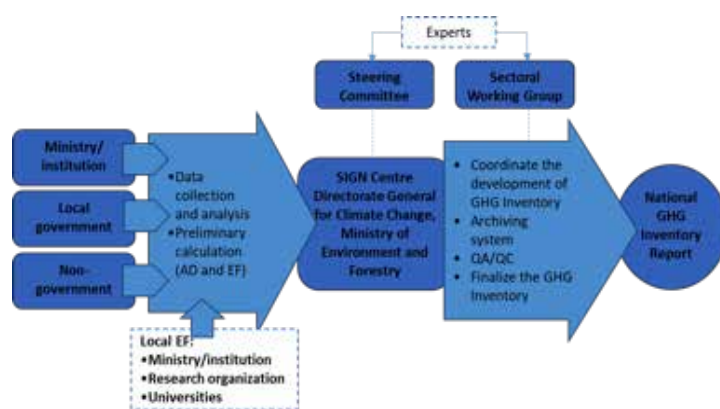 Experts
Steering
Committee
Sectoral
Working Group
Ministry/
institution
Local
government
Non-
government
•Data
collection
and analysis
•Preliminary
calculation
(AD and EF)
Local EF:
•Ministry/institution
•Research organization
•Universities
SIGN Centre
Directorate General
for Climate Change,
Ministry of
Environment and
Forestry
• Coordinate the
development of
GHG Inventory
• Archiving
system
• QA/QC
• Finalize the GHG
Inventory
National
GHG
Inventory
Report